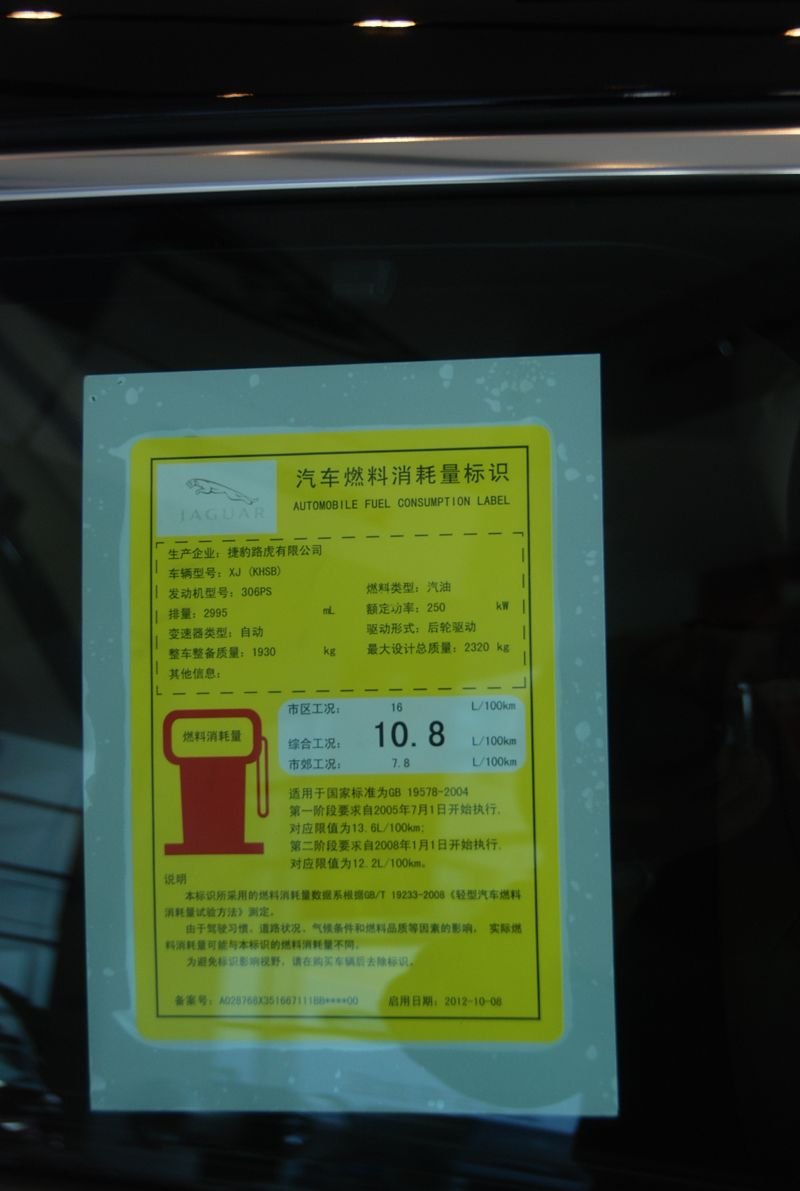 JAGUAR
汽车燃料消耗量标识
AUTOMOBILE FUEL CONSUMPTION LABEL
生产企业：捷豹路虎有限公司
车辆型号：XJ (KHSB)
发动机型号：306PS 燃料类型：汽油
排量：2995 mL 额定功率：250 kW
变速器类型：自动 驱动形式：后轮驱动
整车整备质量：1930 kg 最大设计总质量：2320 kg
其他信息：
燃料消耗量
市区工况： 16 L/100km
综合工况： 10.8 L/100km
市郊工况： 7.8 L/100km
适用于国家标准为GB 19578-2004
第一阶段要求自2005年7月1日开始执行，
对应限值为13.6L/100km;
第二阶段要求自2008年1月1日开始执行，
对应限值为12.2L/100km。
说明
本标识所采用的燃料消耗量数据系根据GB/T 19233-2008《轻型汽车燃料
消耗量试验方法》测定。
由于驾驶习惯、道路状况、气候条件和燃料品质等因素的影响， 实际燃
料消耗量可能与本标识的燃料消耗量不同。
为避免标识影响视野，请在购买车辆后去除标识。
备案号：A028768X351667111BB****00 启用日期：2012-10-08